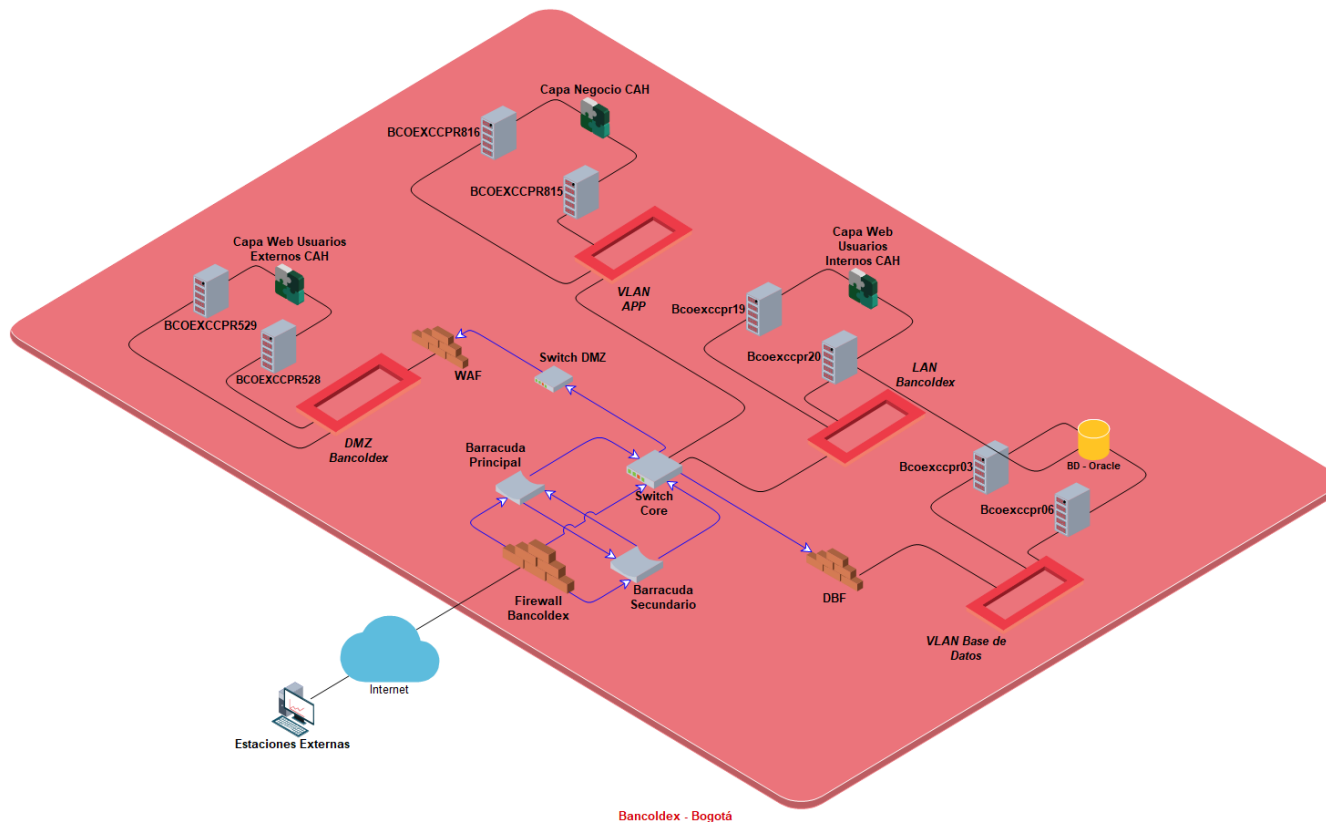 Capa Negocio CAH
BCOEXCCPR816
BCOEXCCPR815
Capa Web Usuarios
Externos CAH
BCOEXCCPR529
BCOEXCCPR528
VLAN
APP
Capa Web
Usuarios
Internos CAH
Bcoexccpr19
Bcoexccpr20
Switch DMZ
WAF
LAN
Bancoldex
DMZ
Bancoldex
Barracuda
Principal
Switch
Core
Bcoexccpr03
BD - Oracle
Bcoexccpr06
Firewall
Bancoldex
Barracuda
Secundario
DBF
VLAN Base de
Datos
Internet
Estaciones Externas
Bancoldex - Bogotá